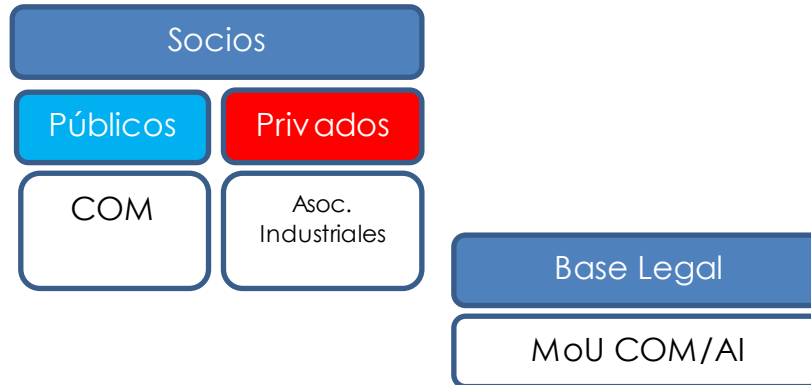 Socios
Públicos
Privados
COM
Asoc.
Industriales
Base Legal
MoU COM/AI